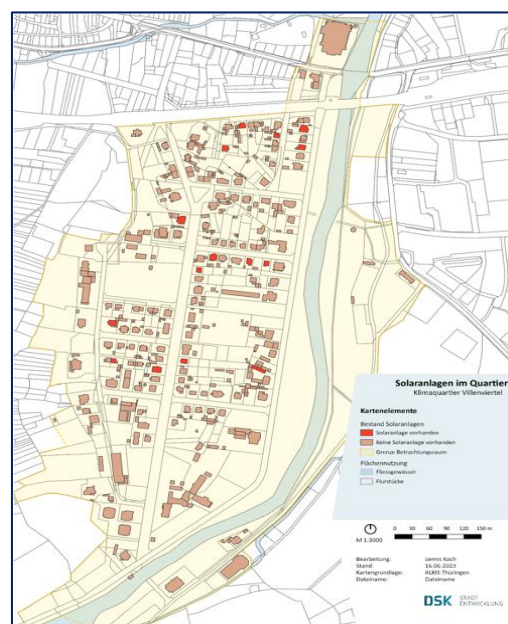 Solaranlagen im Quartier
Klimaquartier Villenviertel
Kartenelemente
Bestand Solaranlagen
Solaranlage vorhanden
Keine Solaranlage vorhanden
Grenze Betrachtungsraum
Flächennutzung
Fliessgewässer
Flurstücke
M 1:3000
0 30 60 90 120 150 m
Bearbeitung: Jannis Koch
Stand: 16.06.2023
Kartengrundlage: ALKIS Thüringen
Dateiname: Dateiname
DSK STADT
ENTWICKLUNG